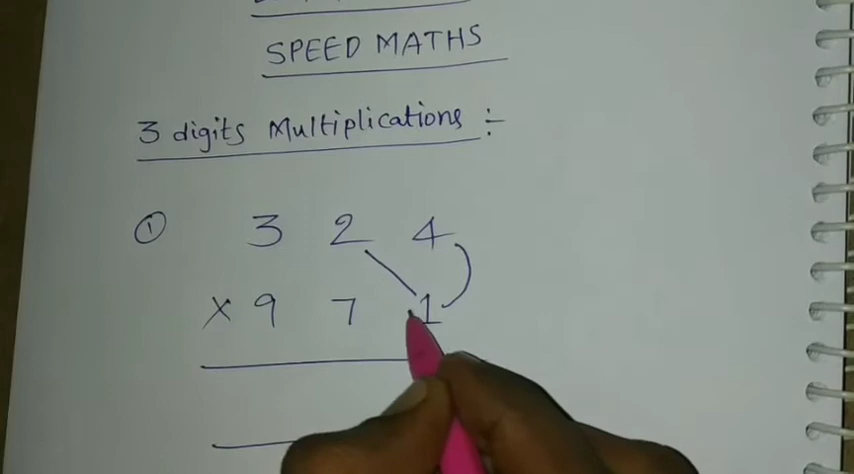 SPEED MATHS
3 digits Multiplications :-
① 3 2 4
× 9 7 1